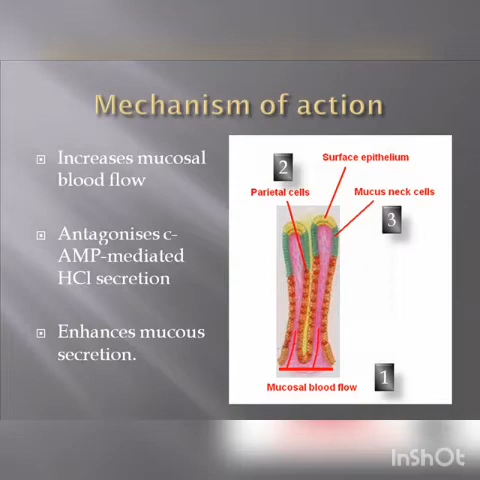 Mechanism of action
Increases mucosal
blood flow
Antagonises c-
AMP-mediated
HCl secretion
Enhances mucous
secretion.
2
Surface epithelium
Parietal cells
Mucus neck cells
3
Mucosal blood flow
1
InShOt